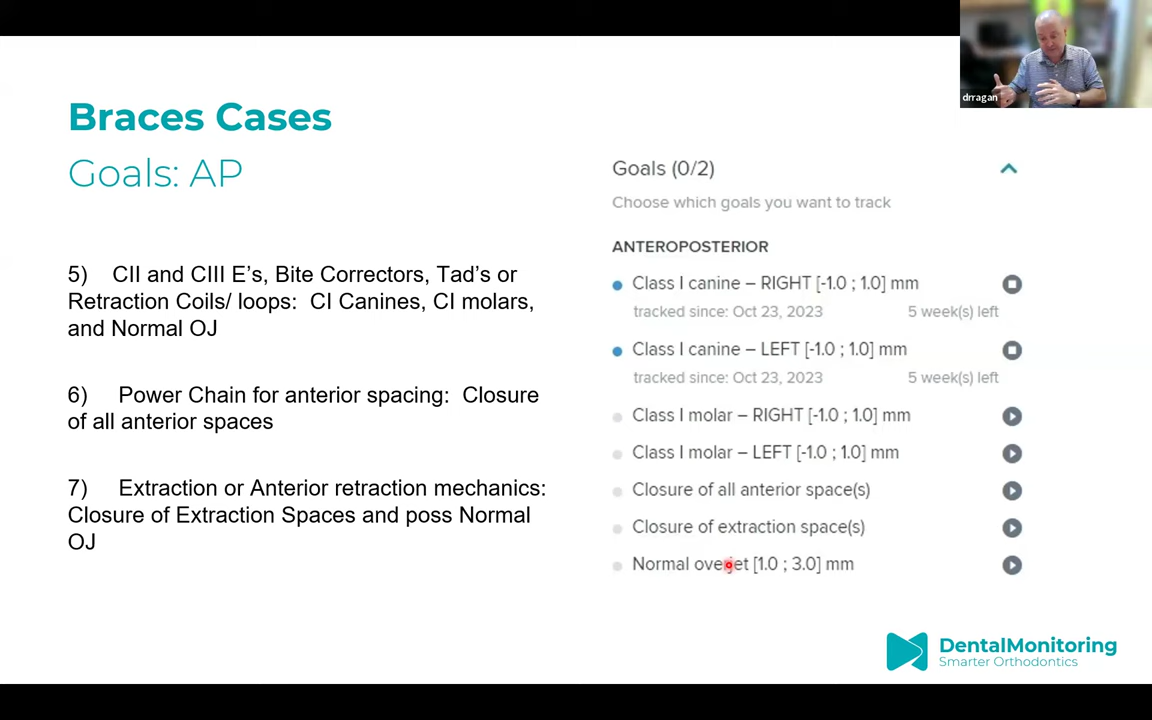 drragan
Braces Cases
Goals: AP
5) CII and CIII E’s, Bite Correctors, Tad’s or
Retraction Coils/ loops: CI Canines, CI molars,
and Normal OJ
6) Power Chain for anterior spacing: Closure
of all anterior spaces
7) Extraction or Anterior retraction mechanics:
Closure of Extraction Spaces and poss Normal
OJ
Goals (0/2)
Choose which goals you want to track
ANTEROPOSTERIOR
Class I canine – RIGHT [-1.0 ; 1.0] mm
tracked since: Oct 23, 2023 5 week(s) left
Class I canine – LEFT [-1.0 ; 1.0] mm
tracked since: Oct 23, 2023 5 week(s) left
Class I molar – RIGHT [-1.0 ; 1.0] mm
Class I molar – LEFT [-1.0 ; 1.0] mm
Closure of all anterior space(s)
Closure of extraction space(s)
Normal overjet [1.0 ; 3.0] mm
DentalMonitoring
Smarter Orthodontics